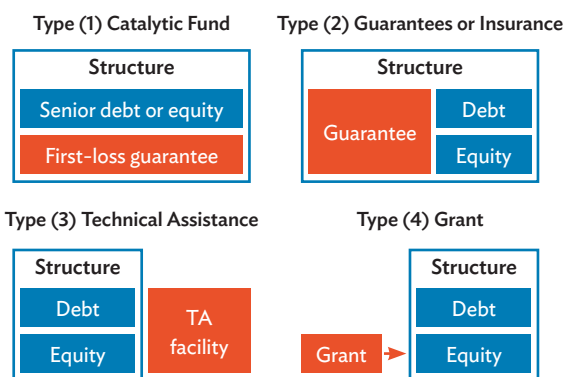 Type (1) Catalytic Fund
Type (2) Guarantees or Insurance
Structure
Senior debt or equity
First-loss guarantee
Structure
Guarantee
Debt
Equity
Type (3) Technical Assistance
Type (4) Grant
Structure
Debt
Equity
TA
facility
Structure
Debt
Grant
Equity